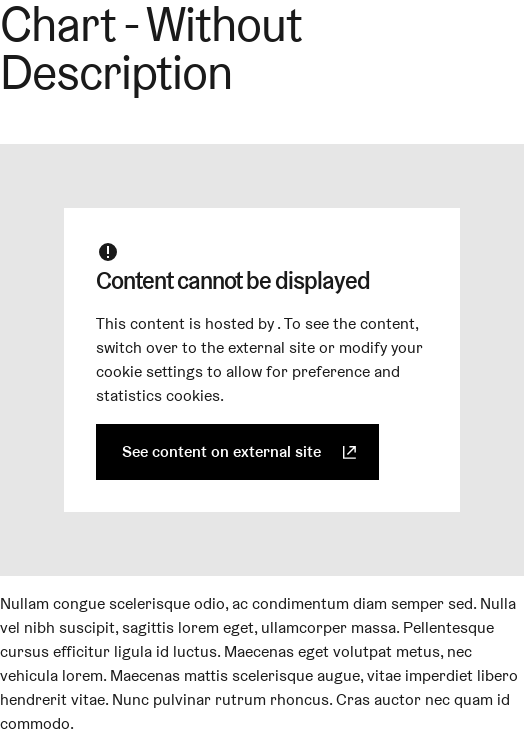 Chart - Without
Description
Content cannot be displayed
This content is hosted by . To see the content,
switch over to the external site or modify your
cookie settings to allow for preference and
statistics cookies.
See content on external site
Nullam congue scelerisque odio, ac condimentum diam semper sed. Nulla
vel nibh suscipit, sagittis lorem eget, ullamcorper massa. Pellentesque
cursus efficitur ligula id luctus. Maecenas eget volutpat metus, nec
vehicula lorem. Maecenas mattis scelerisque augue, vitae imperdiet libero
hendrerit vitae. Nunc pulvinar rutrum rhoncus. Cras auctor nec quam id
commodo.